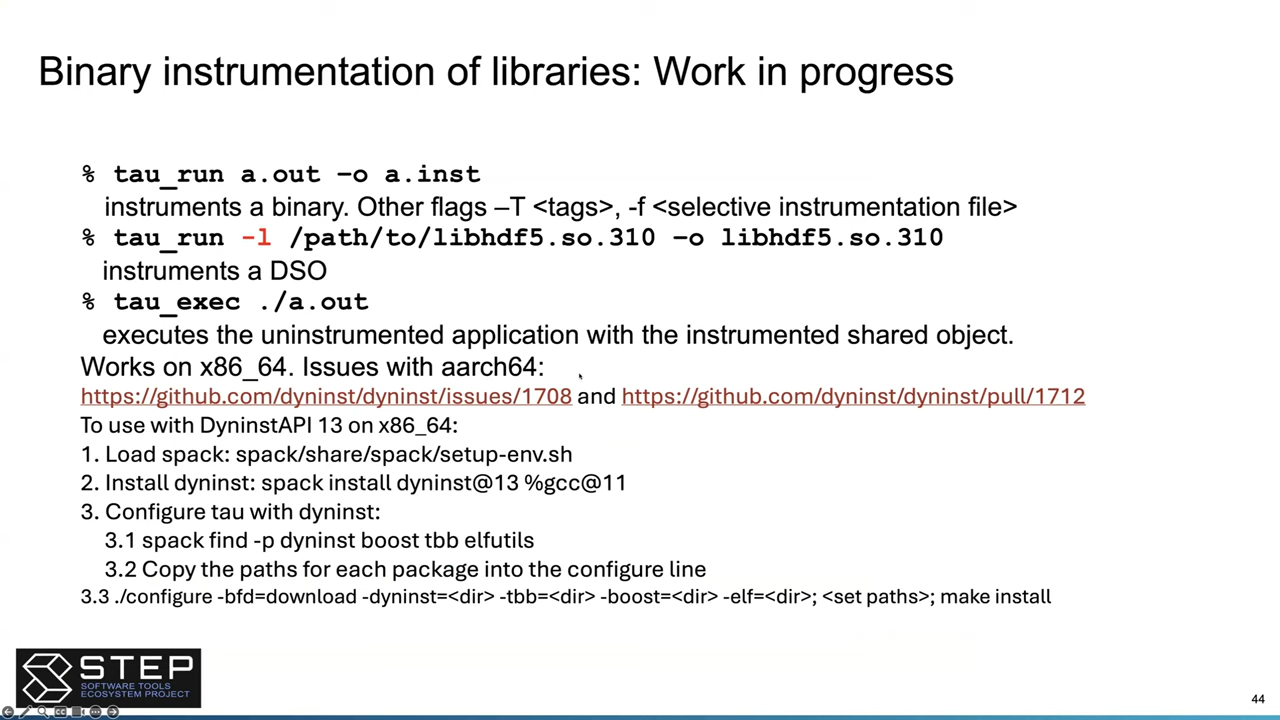 Binary instrumentation of libraries: Work in progress
% tau_run a.out –o a.inst
instruments a binary. Other flags –T <tags>, -f <selective instrumentation file>
% tau_run -l /path/to/libhdf5.so.310 –o libhdf5.so.310
instruments a DSO
% tau_exec ./a.out
executes the uninstrumented application with the instrumented shared object.
Works on x86_64. Issues with aarch64:
https://github.com/dyninst/dyninst/issues/1708 and https://github.com/dyninst/dyninst/pull/1712
To use with DyninstAPI 13 on x86_64:
1. Load spack: spack/share/spack/setup-env.sh
2. Install dyninst: spack install dyninst@13 %gcc@11
3. Configure tau with dyninst:
3.1 spack find -p dyninst boost tbb elfutils
3.2 Copy the paths for each package into the configure line
3.3 ./configure -bfd=download -dyninst=<dir> -tbb=<dir> -boost=<dir> -elf=<dir>; <set paths>; make install
STEP
SOFTWARE TOOLS
ECOSYSTEM PROJECT
44